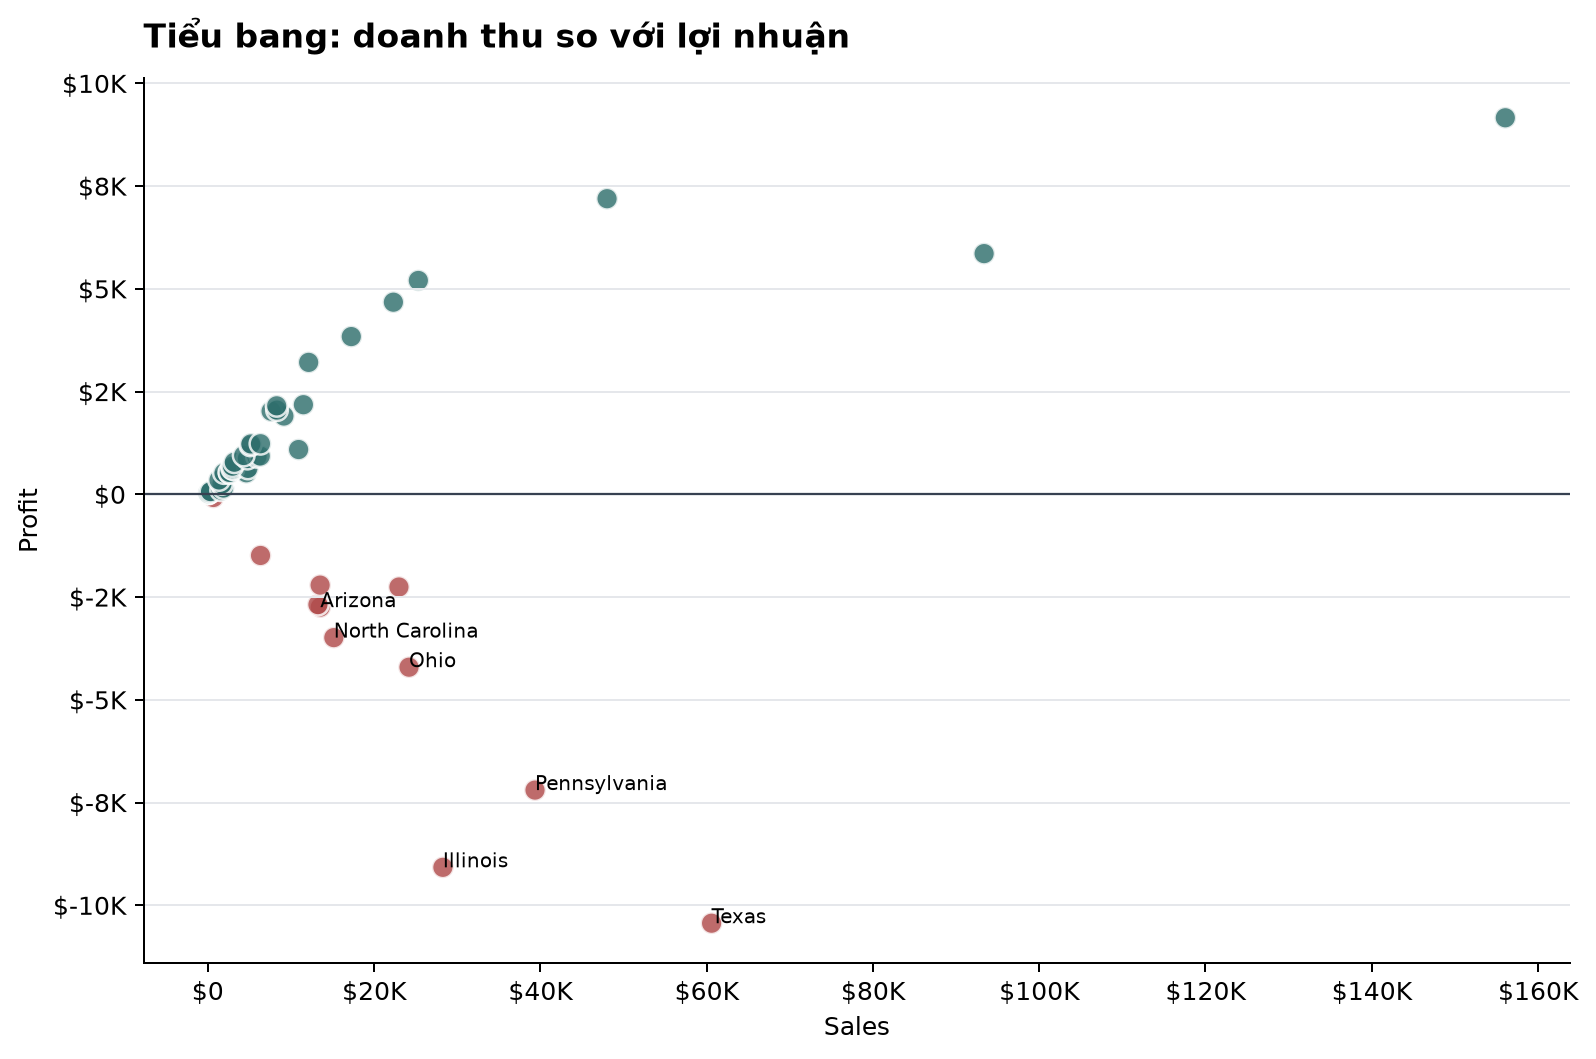 Tiểu bang: doanh thu so với lợi nhuận
$10K
$8K
$5K
$2K
$0
$-2K
$-5K
$-8K
$-10K
Profit
Arizona
North Carolina
Ohio
Pennsylvania
Illinois
Texas
$0 $20K $40K $60K $80K $100K $120K $140K $160K
Sales